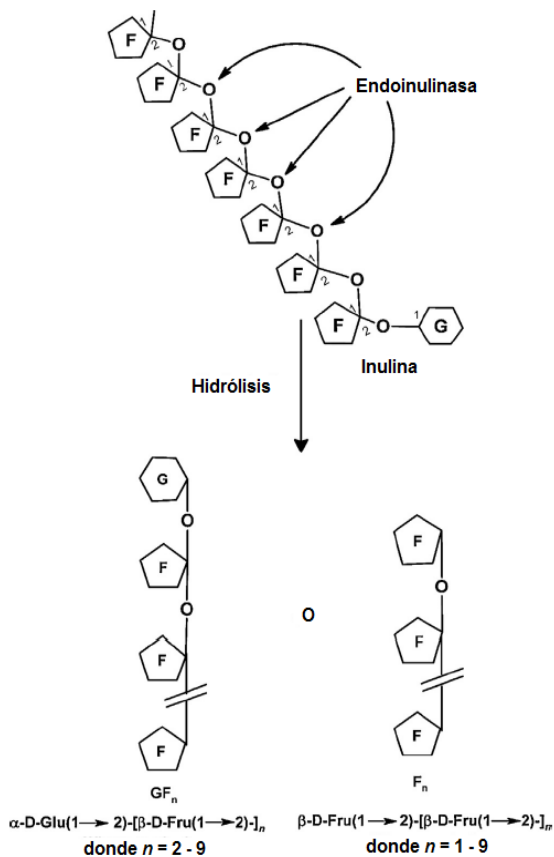 F
1
2
O
F
1
2
O
Endoinulinasa
F
1
2
O
F
1
2
O
F
1
2
O
F
1
2
O
F
1
2
O
1
G
Inulina
Hidrólisis
G
O
F
O
F
F
GFn
O
F
O
F
F
Fn
α-D-Glu(1⟶ 2)-[β-D-Fru(1⟶2)-]n
donde n = 2 - 9
β-D-Fru(1⟶ 2)-[β-D-Fru(1⟶2)-]m
donde n = 1 - 9